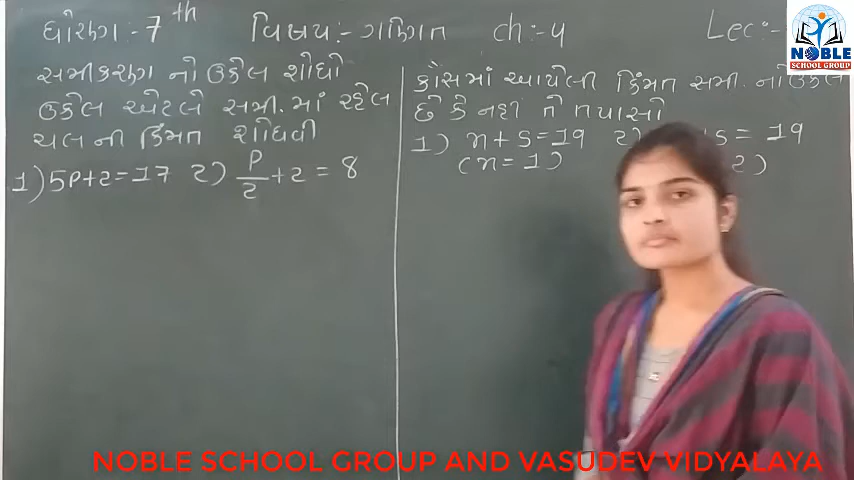 ધોરણ :- 7th વિષય :- ગણિત ch :- 4 Lec :-
NOBLE
SCHOOL GROUP
સમીકરણ નો ઉકેલ શોધો
ઉકેલ એટલે સમી. માં રહેલ
ચલ ની કિંમત શોધવી
1) 5p+2=17 2) p/2 + 2 = 8
કૌંસમાં આપેલી કિંમત સમી. નો ઉકેલ
છે કે નહી તે તપાસો
1) n + 5 = 19 2) 5 = 19
(n = 1) 2)
NOBLE SCHOOL GROUP AND VASUDEV VIDYALAYA